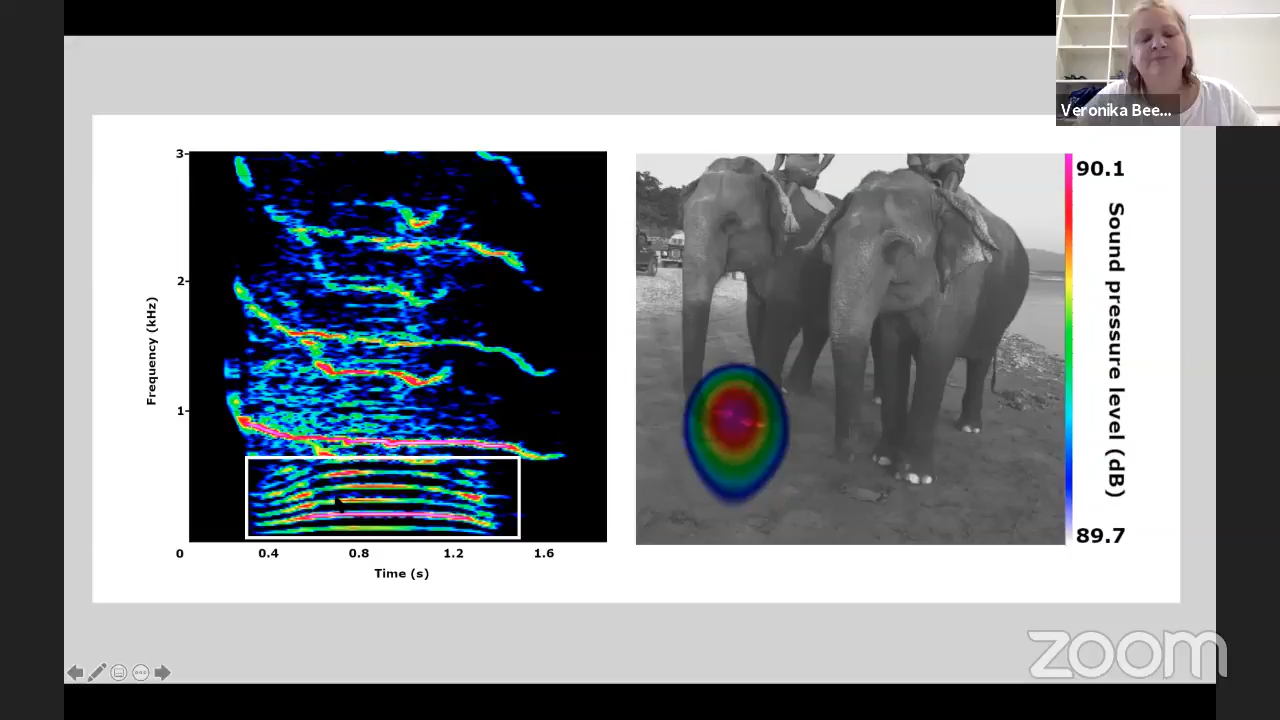 Veronika Bee...
3
2
1
Frequency (kHz)
0
0.4
0.8
1.2
1.6
Time (s)
90.1
Sound pressure level (dB)
89.7
zoom